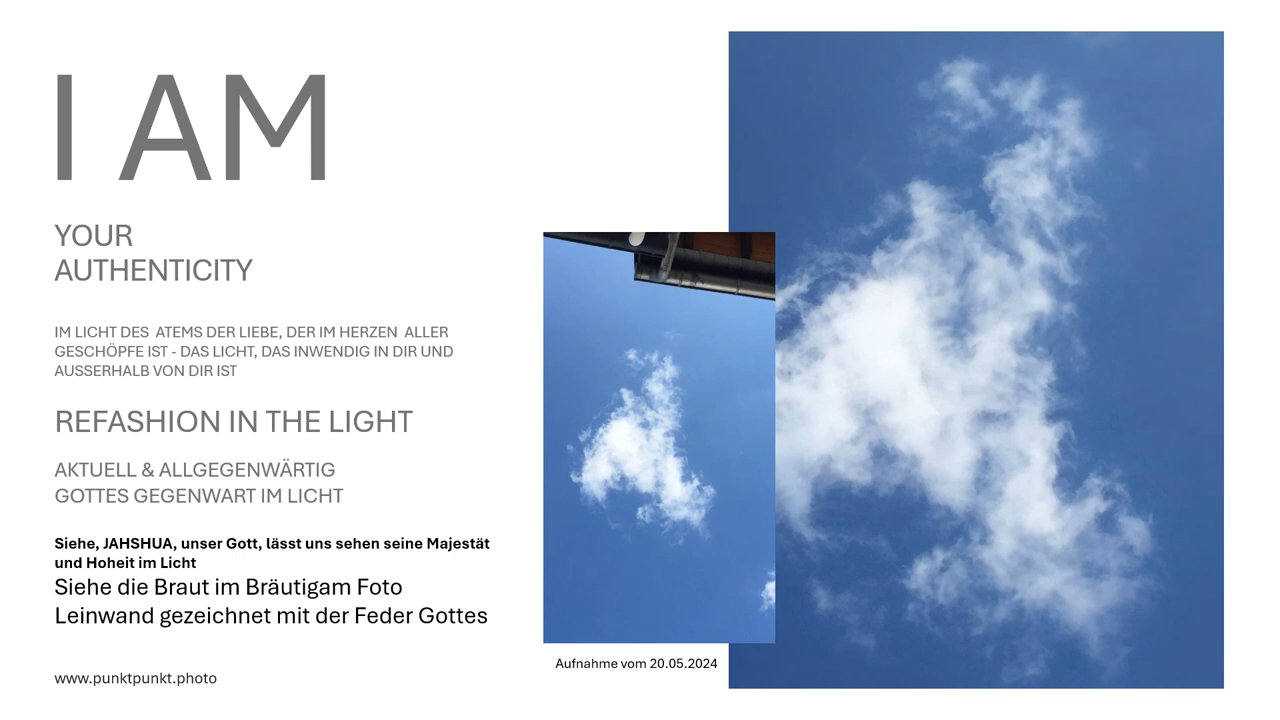 I AM
YOUR
AUTHENTICITY
IM LICHT DES  ATEMS DER LIEBE, DER IM HERZEN  ALLER
GESCHÖPFE IST - DAS LICHT, DAS INWENDIG IN DIR UND
AUSSERHALB VON DIR IST
REFASHION IN THE LIGHT
AKTUELL & ALLGEGENWÄRTIG
GOTTES GEGENWART IM LICHT
Siehe, JAHSHUA, unser Gott, lässt uns sehen seine Majestät
und Hoheit im Licht
Siehe die Braut im Bräutigam Foto
Leinwand gezeichnet mit der Feder Gottes
Aufnahme vom 20.05.2024
www.punktpunkt.photo